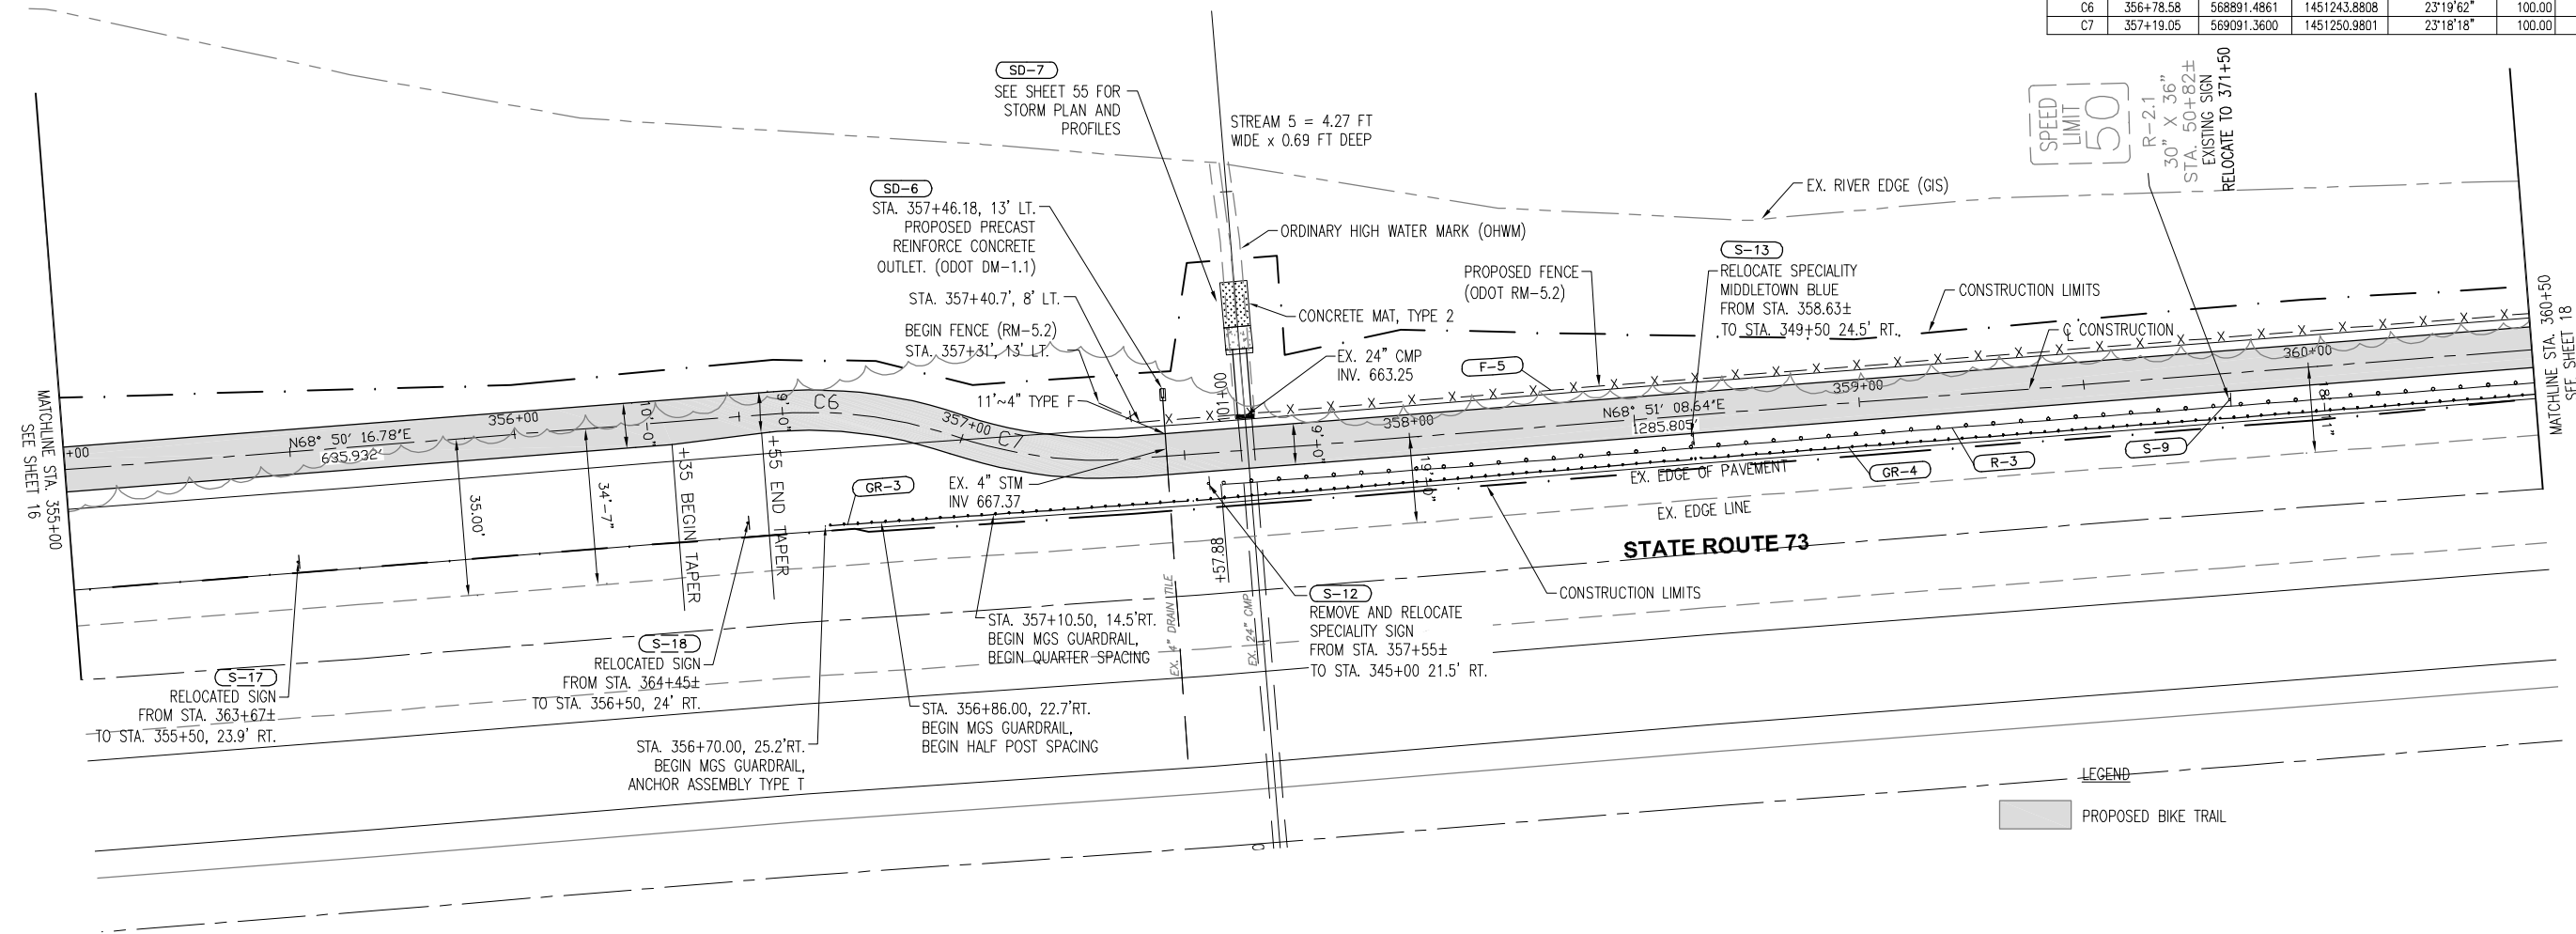 C6 356+78.58 568891.4861 1451243.8808 23°19'62" 100.00
C7 357+19.05 569091.3600 1451250.9801 23°18'18" 100.00
SPEED
LIMIT
50
R-2.1
30" X 36"
STA. 50+82±
EXISTING SIGN
RELOCATE TO 371+50
SD-7
SEE SHEET 55 FOR
STORM PLAN AND
PROFILES
STREAM 5 = 4.27 FT
WIDE x 0.69 FT DEEP
SD-6
STA. 357+46.18, 13' LT.
PROPOSED PRECAST
REINFORCE CONCRETE
OUTLET. (ODOT DM-1.1)
STA. 357+40.7', 8' LT.
BEGIN FENCE (RM-5.2)
STA. 357+31', 13' LT.
11'~4" TYPE F
EX. RIVER EDGE (GIS)
ORDINARY HIGH WATER MARK (OHWM)
PROPOSED FENCE
(ODOT RM-5.2)
S-13
RELOCATE SPECIALITY
MIDDLETOWN BLUE
FROM STA. 358.63±
TO STA. 349+50 24.5' RT.
CONSTRUCTION LIMITS
CL CONSTRUCTION
CONCRETE MAT, TYPE 2
EX. 24" CMP
INV. 663.25
F-5
101+00
MATCHLINE STA. 355+00
SEE SHEET 16
+00
N68° 50' 16.78"E
635.932'
356+00
10'-0"
9'-0"
C6
357+00
C7
9'-0"
358+00
N68° 51' 08.64"E
1285.805'
359+00
360+00
18'-11"
MATCHLINE STA. 360+50
SEE SHEET 18
35.00'
34'-7"
+35 BEGIN TAPER
+55 END TAPER
GR-3
EX. 4" STM
INV 667.37
19'-0"
EX. EDGE OF PAVEMENT
GR-4
R-3
S-9
EX. EDGE LINE
STATE ROUTE 73
CONSTRUCTION LIMITS
+57.88
EX. 4" DRAIN TILE
EX. 24" CMP
S-12
REMOVE AND RELOCATE
SPECIALITY SIGN
FROM STA. 357+55±
TO STA. 345+00 21.5' RT.
STA. 357+10.50, 14.5'RT.
BEGIN MGS GUARDRAIL,
BEGIN QUARTER SPACING
S-18
RELOCATED SIGN
FROM STA. 364+45±
TO STA. 356+50, 24' RT.
S-17
RELOCATED SIGN
FROM STA. 363+67±
TO STA. 355+50, 23.9' RT.
STA. 356+86.00, 22.7'RT.
BEGIN MGS GUARDRAIL,
BEGIN HALF POST SPACING
STA. 356+70.00, 25.2'RT.
BEGIN MGS GUARDRAIL,
ANCHOR ASSEMBLY TYPE T
LEGEND
PROPOSED BIKE TRAIL